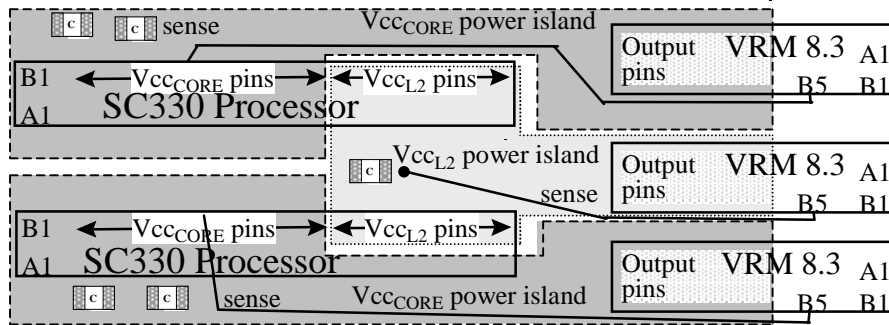 c c sense VccCORE power island
Output pins VRM 8.3 A1
B5 B1
B1 VccCORE pins VccL2 pins
A1 SC330 Processor
c VccL2 power island
sense
Output pins VRM 8.3 A1
B5 B1
B1 VccCORE pins VccL2 pins
A1 SC330 Processor
c c sense VccCORE power island
Output pins VRM 8.3 A1
B5 B1